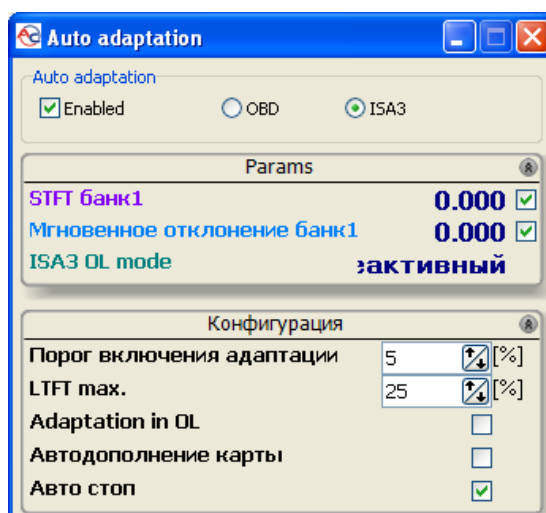 Auto adaptation
Auto adaptation
Enabled OBD ISA3
Params
STFT банк1 0.000
Мгновенное отклонение банк1 0.000
ISA3 OL mode еактивный
Конфигурация
Порог включения адаптации 5 [%]
LTFT max. 25 [%]
Adaptation in OL
Автодополнение карты
Авто стоп